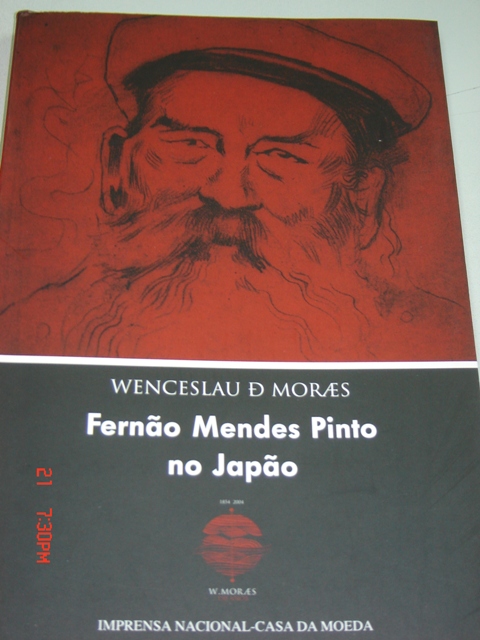 WENCESLAU Đ MORÆS
Fernão Mendes Pinto
no Japão
1854 2004
W.MORÆS
IMPRENSA NACIONAL-CASA DA MOEDA
21 7:30PM